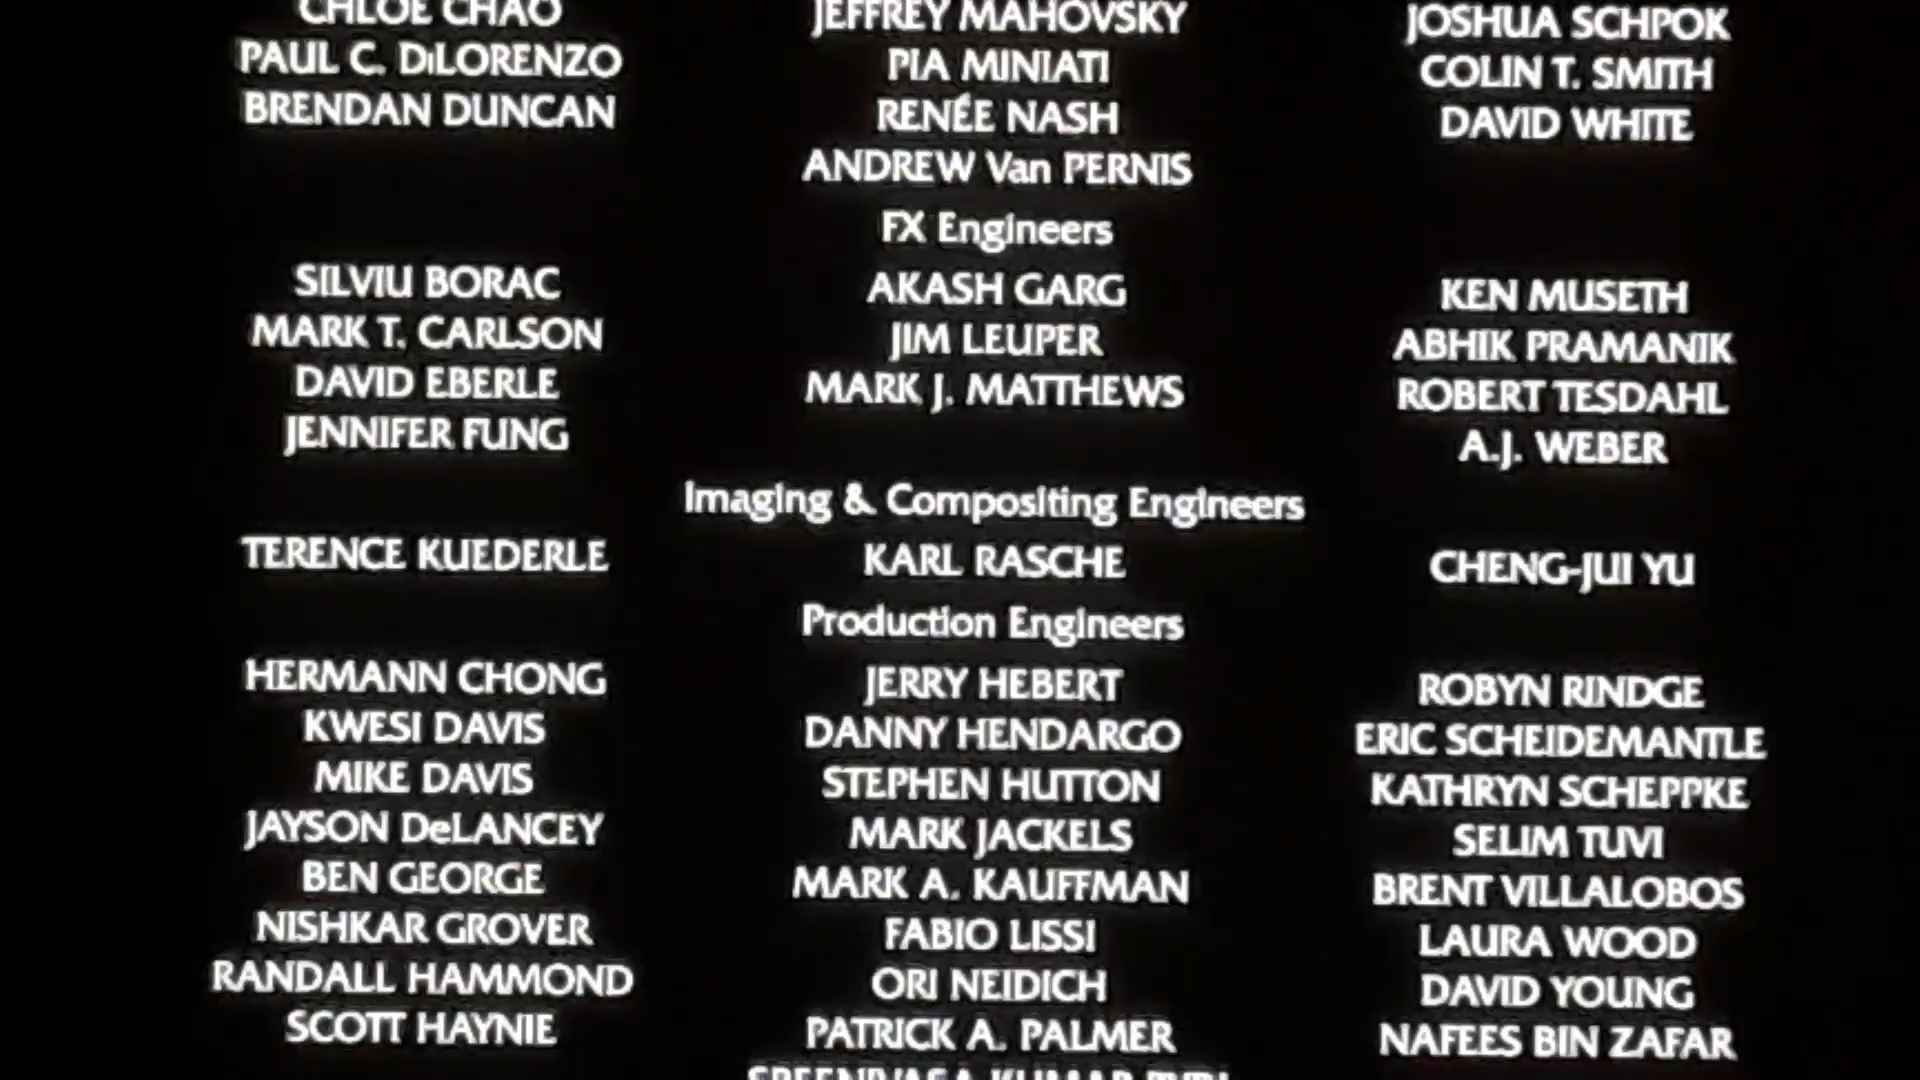 CHLOE CHAO
PAUL C. DiLORENZO
BRENDAN DUNCAN
JEFFREY MAHOVSKY
PIA MINIATI
RENÉE NASH
ANDREW Van PERNIS
JOSHUA SCHPOK
COLIN T. SMITH
DAVID WHITE
FX Engineers
SILVIU BORAC
MARK T. CARLSON
DAVID EBERLE
JENNIFER FUNG
AKASH GARG
JIM LEUPER
MARK J. MATTHEWS
KEN MUSETH
ABHIK PRAMANIK
ROBERT TESDAHL
A.J. WEBER
Imaging & Compositing Engineers
TERENCE KUEDERLE
KARL RASCHE
CHENG-JUI YU
Production Engineers
HERMANN CHONG
KWESI DAVIS
MIKE DAVIS
JAYSON DeLANCEY
BEN GEORGE
NISHKAR GROVER
RANDALL HAMMOND
SCOTT HAYNIE
JERRY HEBERT
DANNY HENDARGO
STEPHEN HUTTON
MARK JACKELS
MARK A. KAUFFMAN
FABIO LISSI
ORI NEIDICH
PATRICK A. PALMER
ROBYN RINDGE
ERIC SCHEIDEMANTLE
KATHRYN SCHEPPKE
SELIM TUVI
BRENT VILLALOBOS
LAURA WOOD
DAVID YOUNG
NAFEES BIN ZAFAR